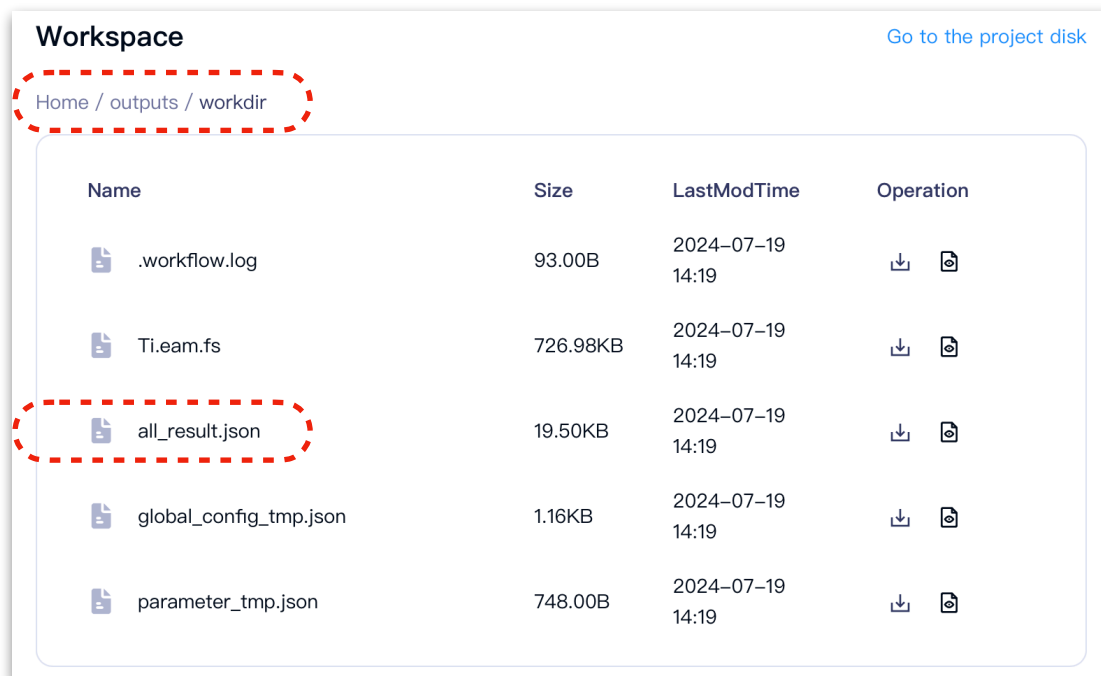 Workspace
Go to the project disk
Home / outputs / workdir
Name Size LastModTime Operation
.workflow.log 93.00B 2024-07-19
14:19
Ti.eam.fs 726.98KB 2024-07-19
14:19
all_result.json 19.50KB 2024-07-19
14:19
global_config_tmp.json 1.16KB 2024-07-19
14:19
parameter_tmp.json 748.00B 2024-07-19
14:19